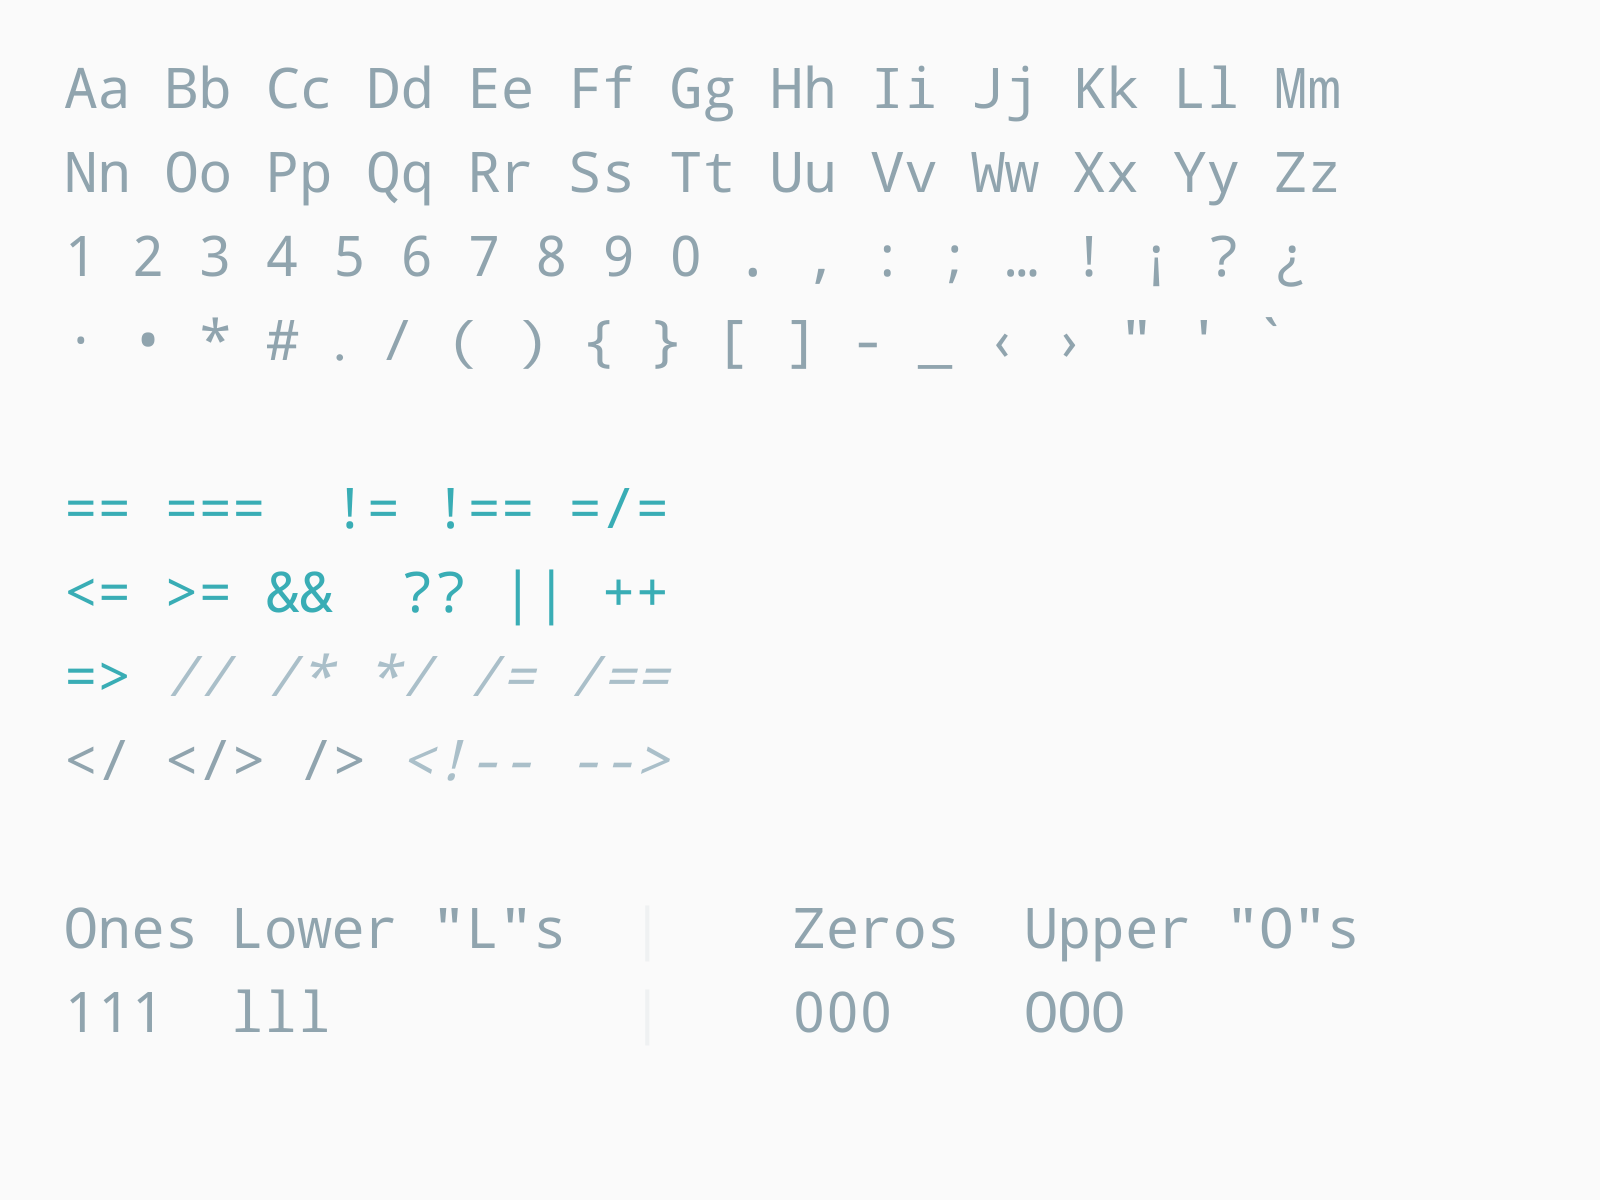 Aa Bb Cc Dd Ee Ff Gg Hh Ii Jj Kk Ll Mm
Nn Oo Pp Qq Rr Ss Tt Uu Vv Ww Xx Yy Zz
1 2 3 4 5 6 7 8 9 0 . , : ; … ! ¡ ? ¿
· • * # . / ( ) { } [ ] - _ ‹ › " ' `
== ===  != !== =/=
<= >= &&  ?? || ++
=> // /* */ /= /==
</ </> /> <!-- -->
Ones Lower "L"s  |    Zeros  Upper "O"s
111  lll         |    000    OOO